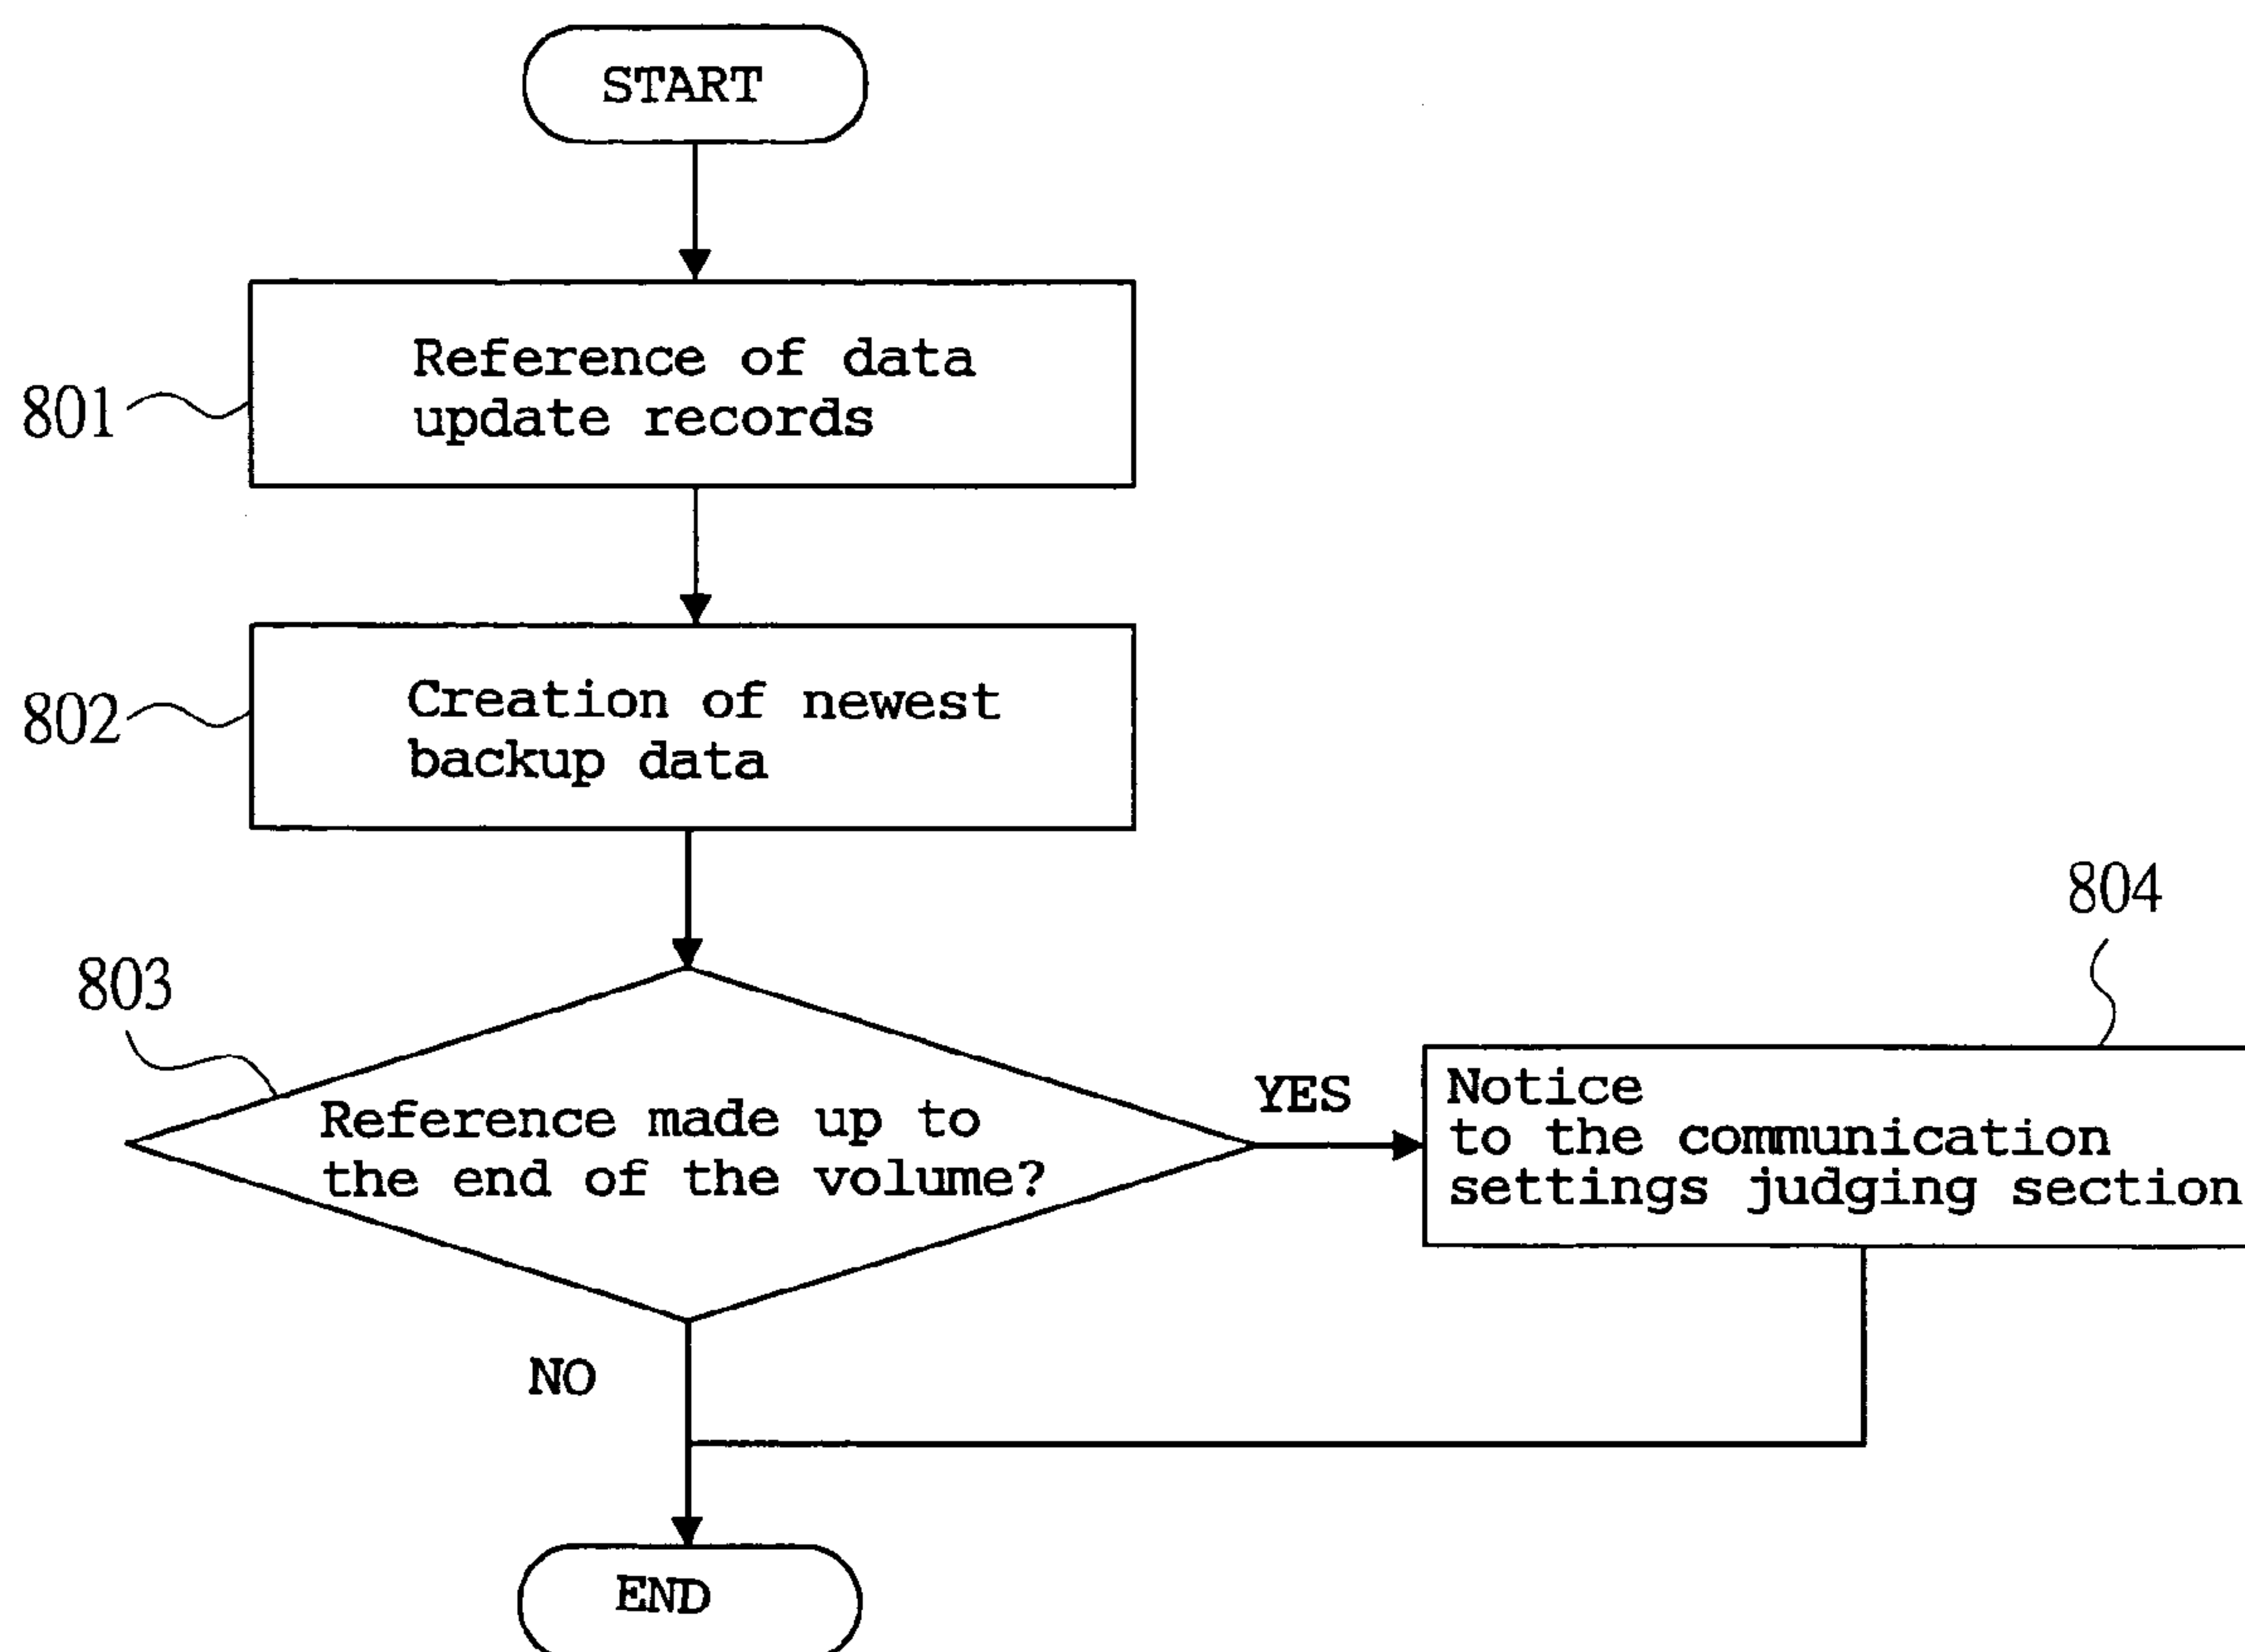 START
801
Reference of data
update records
802
Creation of newest
backup data
803
Reference made up to
the end of the volume?
YES
804
Notice
to the communication
settings judging section
NO
END